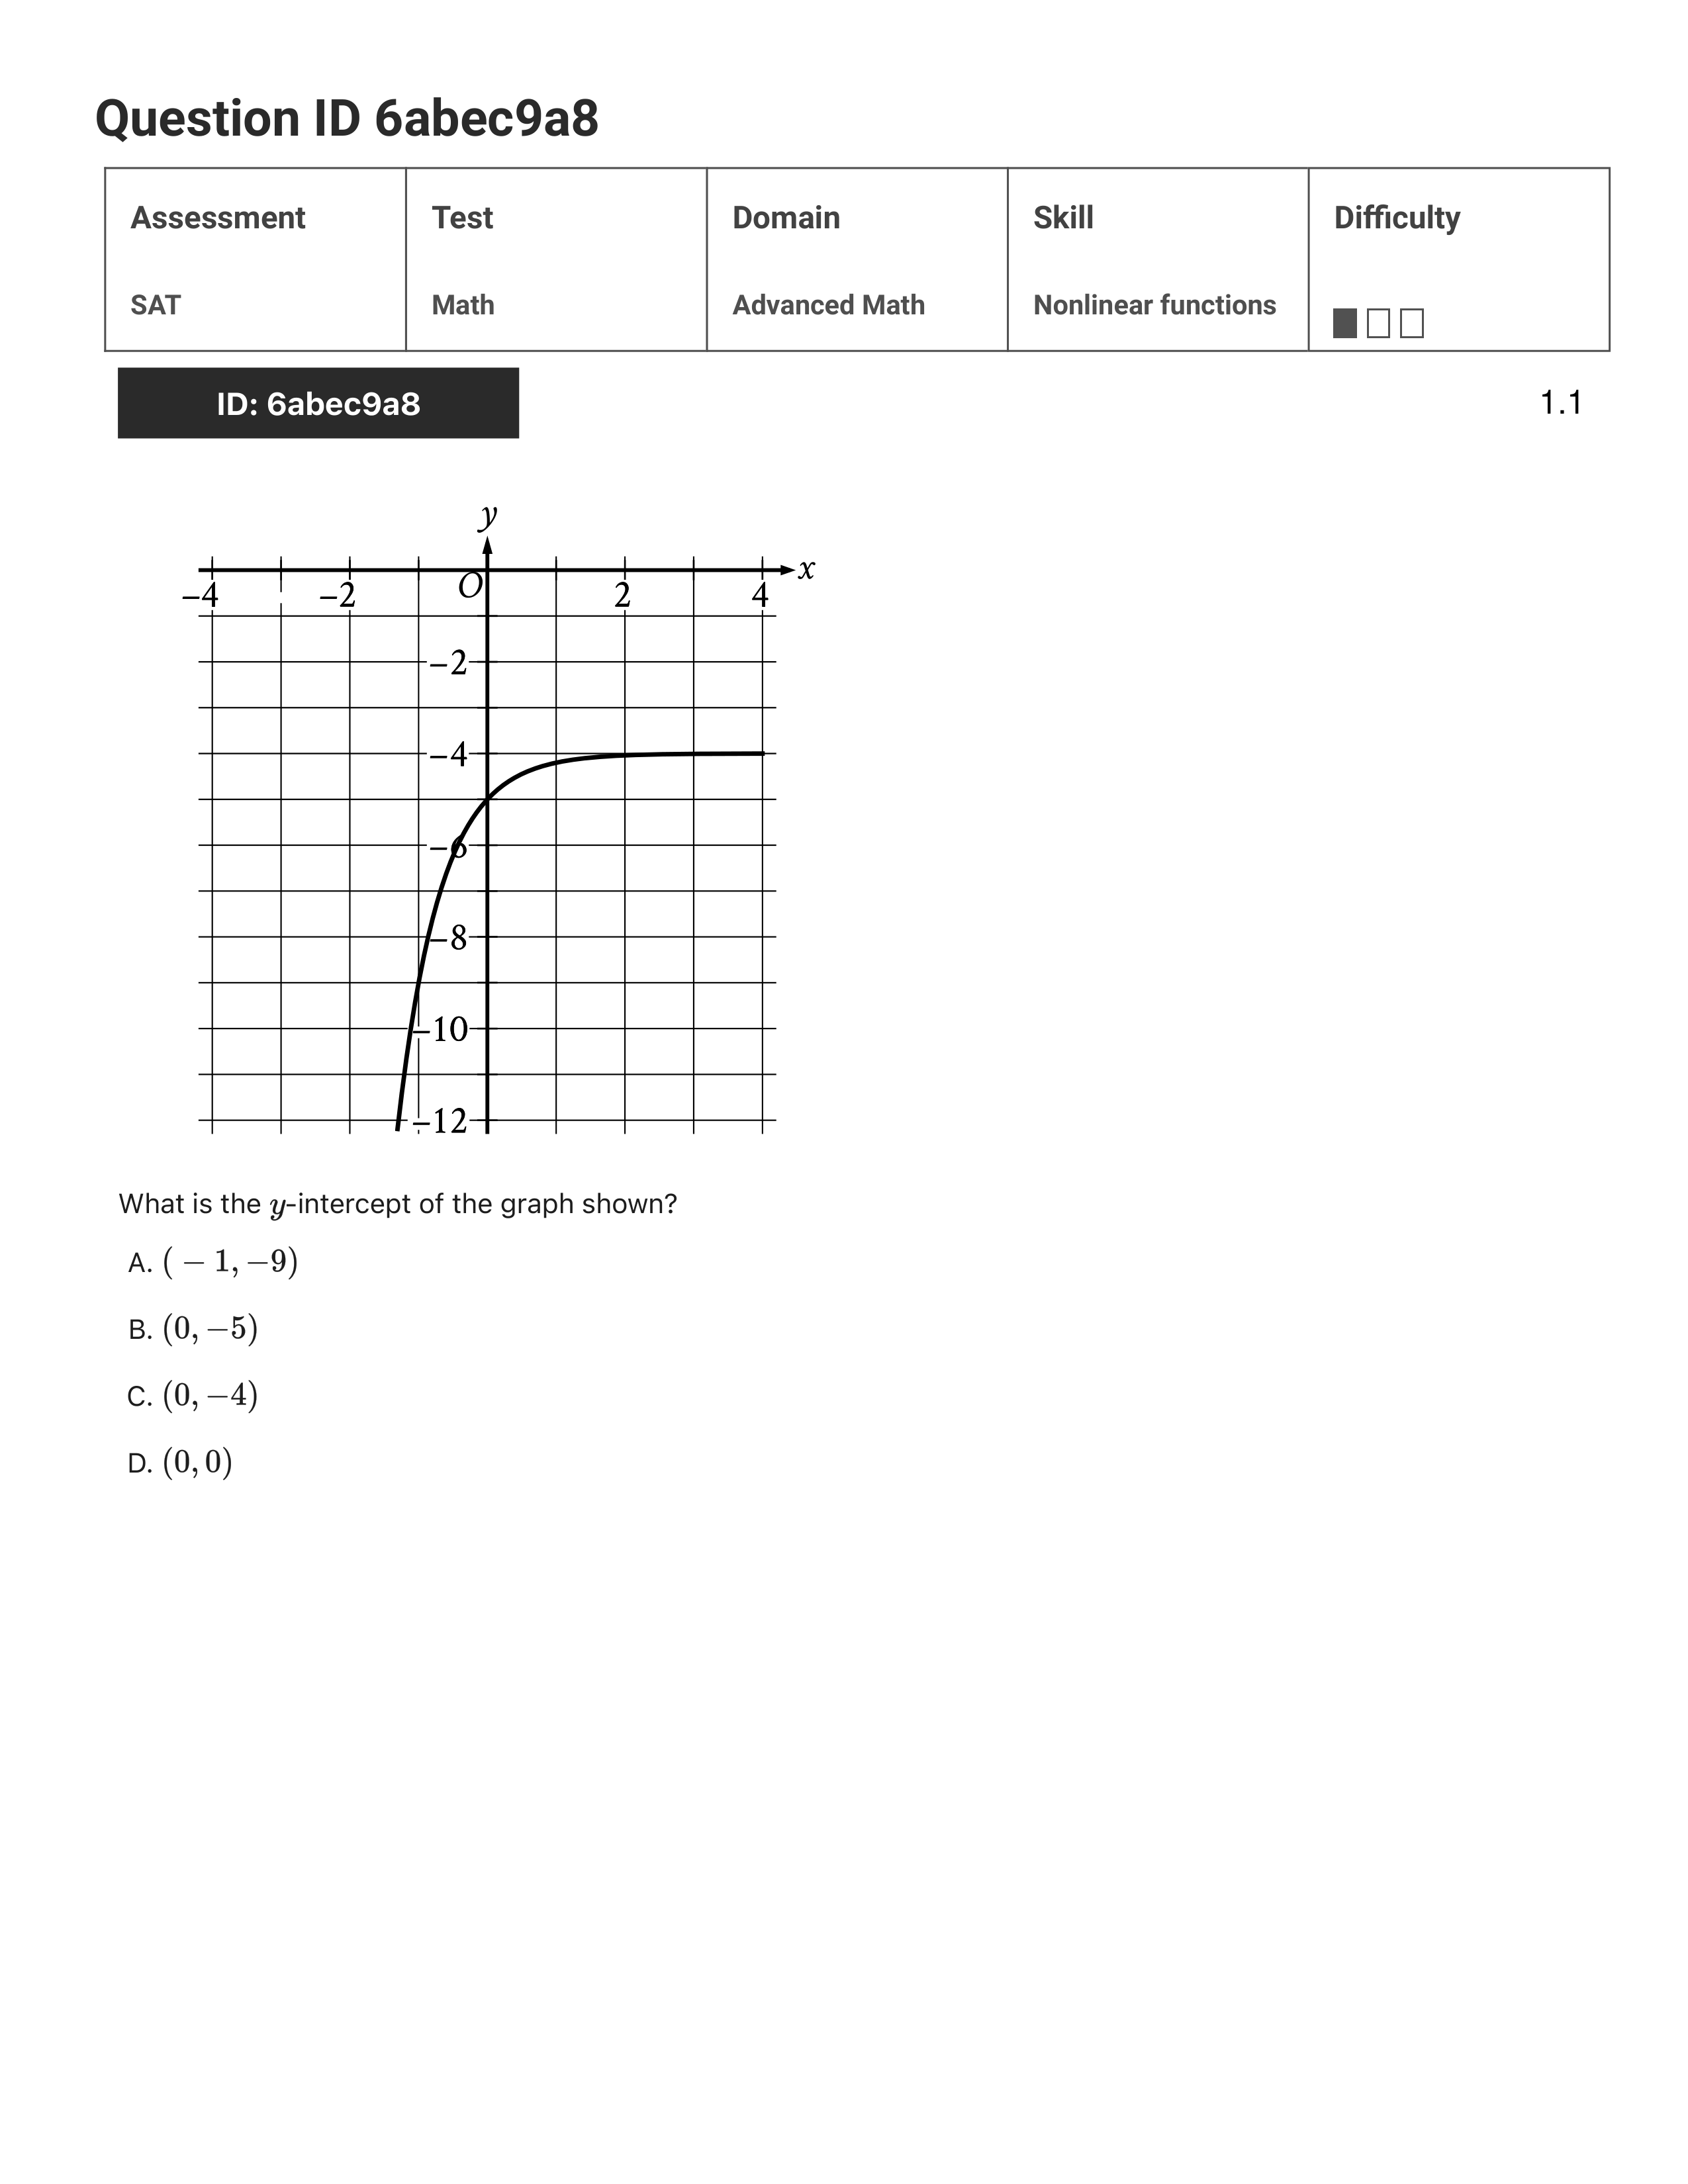 Question ID 6abec9a8
Assessment Test Domain Skill Difficulty
SAT Math Advanced Math Nonlinear functions
ID: 6abec9a8 1.1
y
x
−4 −2 O 2 4
−2
−4
−6
−8
−10
−12
What is the y-intercept of the graph shown?
A. (−1, −9)
B. (0, −5)
C. (0, −4)
D. (0, 0)